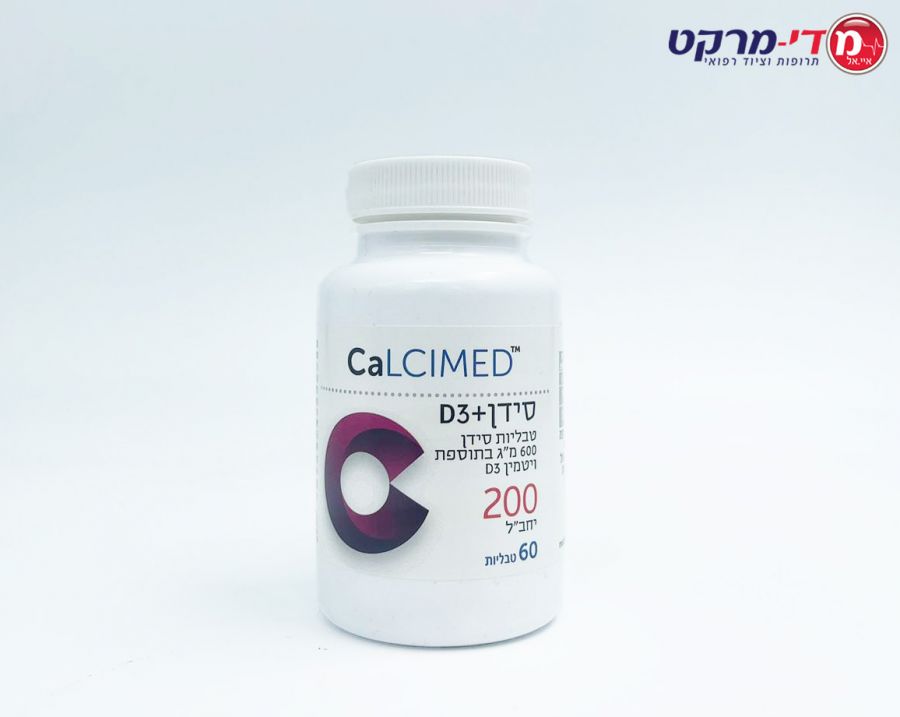 די-מרקט
מ
איי.אל
תרופות וציוד רפואי
CaLCIMED™
סידן+D3
טבליות סידן
600 מ"ג בתוספת
ויטמין D3
200
יחב"ל
60 טבליות